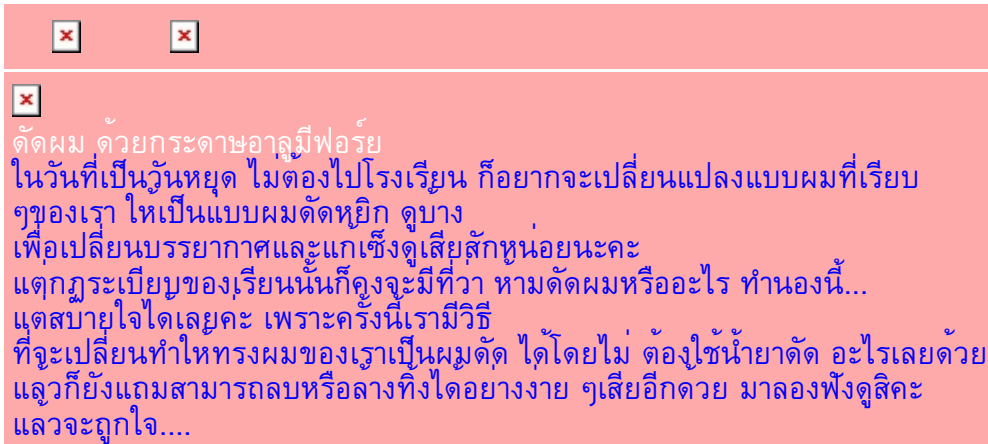 ดัดผม ด้วยกระดาษอาลูมีฟอร์ย
ในวันที่เป็นวันหยุด ไม่ต้องไปโรงเรียน ก็อยากจะเปลี่ยนแปลงแบบผมที่เรียบ
ๆของเรา ให้เป็นแบบผมดัดหยิก ดูบ้าง
เพื่อเปลี่ยนบรรยากาศและแก้เซ็งดูเสียสักหน่อยนะคะ
แต่กฏระเบียบของเรียนนั้นก็คงจะมีที่ว่า ห้ามดัดผมหรืออะไร ทำนองนี้...
แต่สบายใจได้เลยค่ะ เพราะครั้งนี้เรามีวิธี
ที่จะเปลี่ยนทำให้ทรงผมของเราเป็นผมดัด ได้โดยไม่ ต้องใช้น้ำยาดัด อะไรเลยด้วย
แล้วก็ยังแถมสามารถลบหรือล้างทิ้งได้อย่างง่าย ๆเสียอีกด้วย มาลองฟังดูสิคะ
แล้วจะถูกใจ....